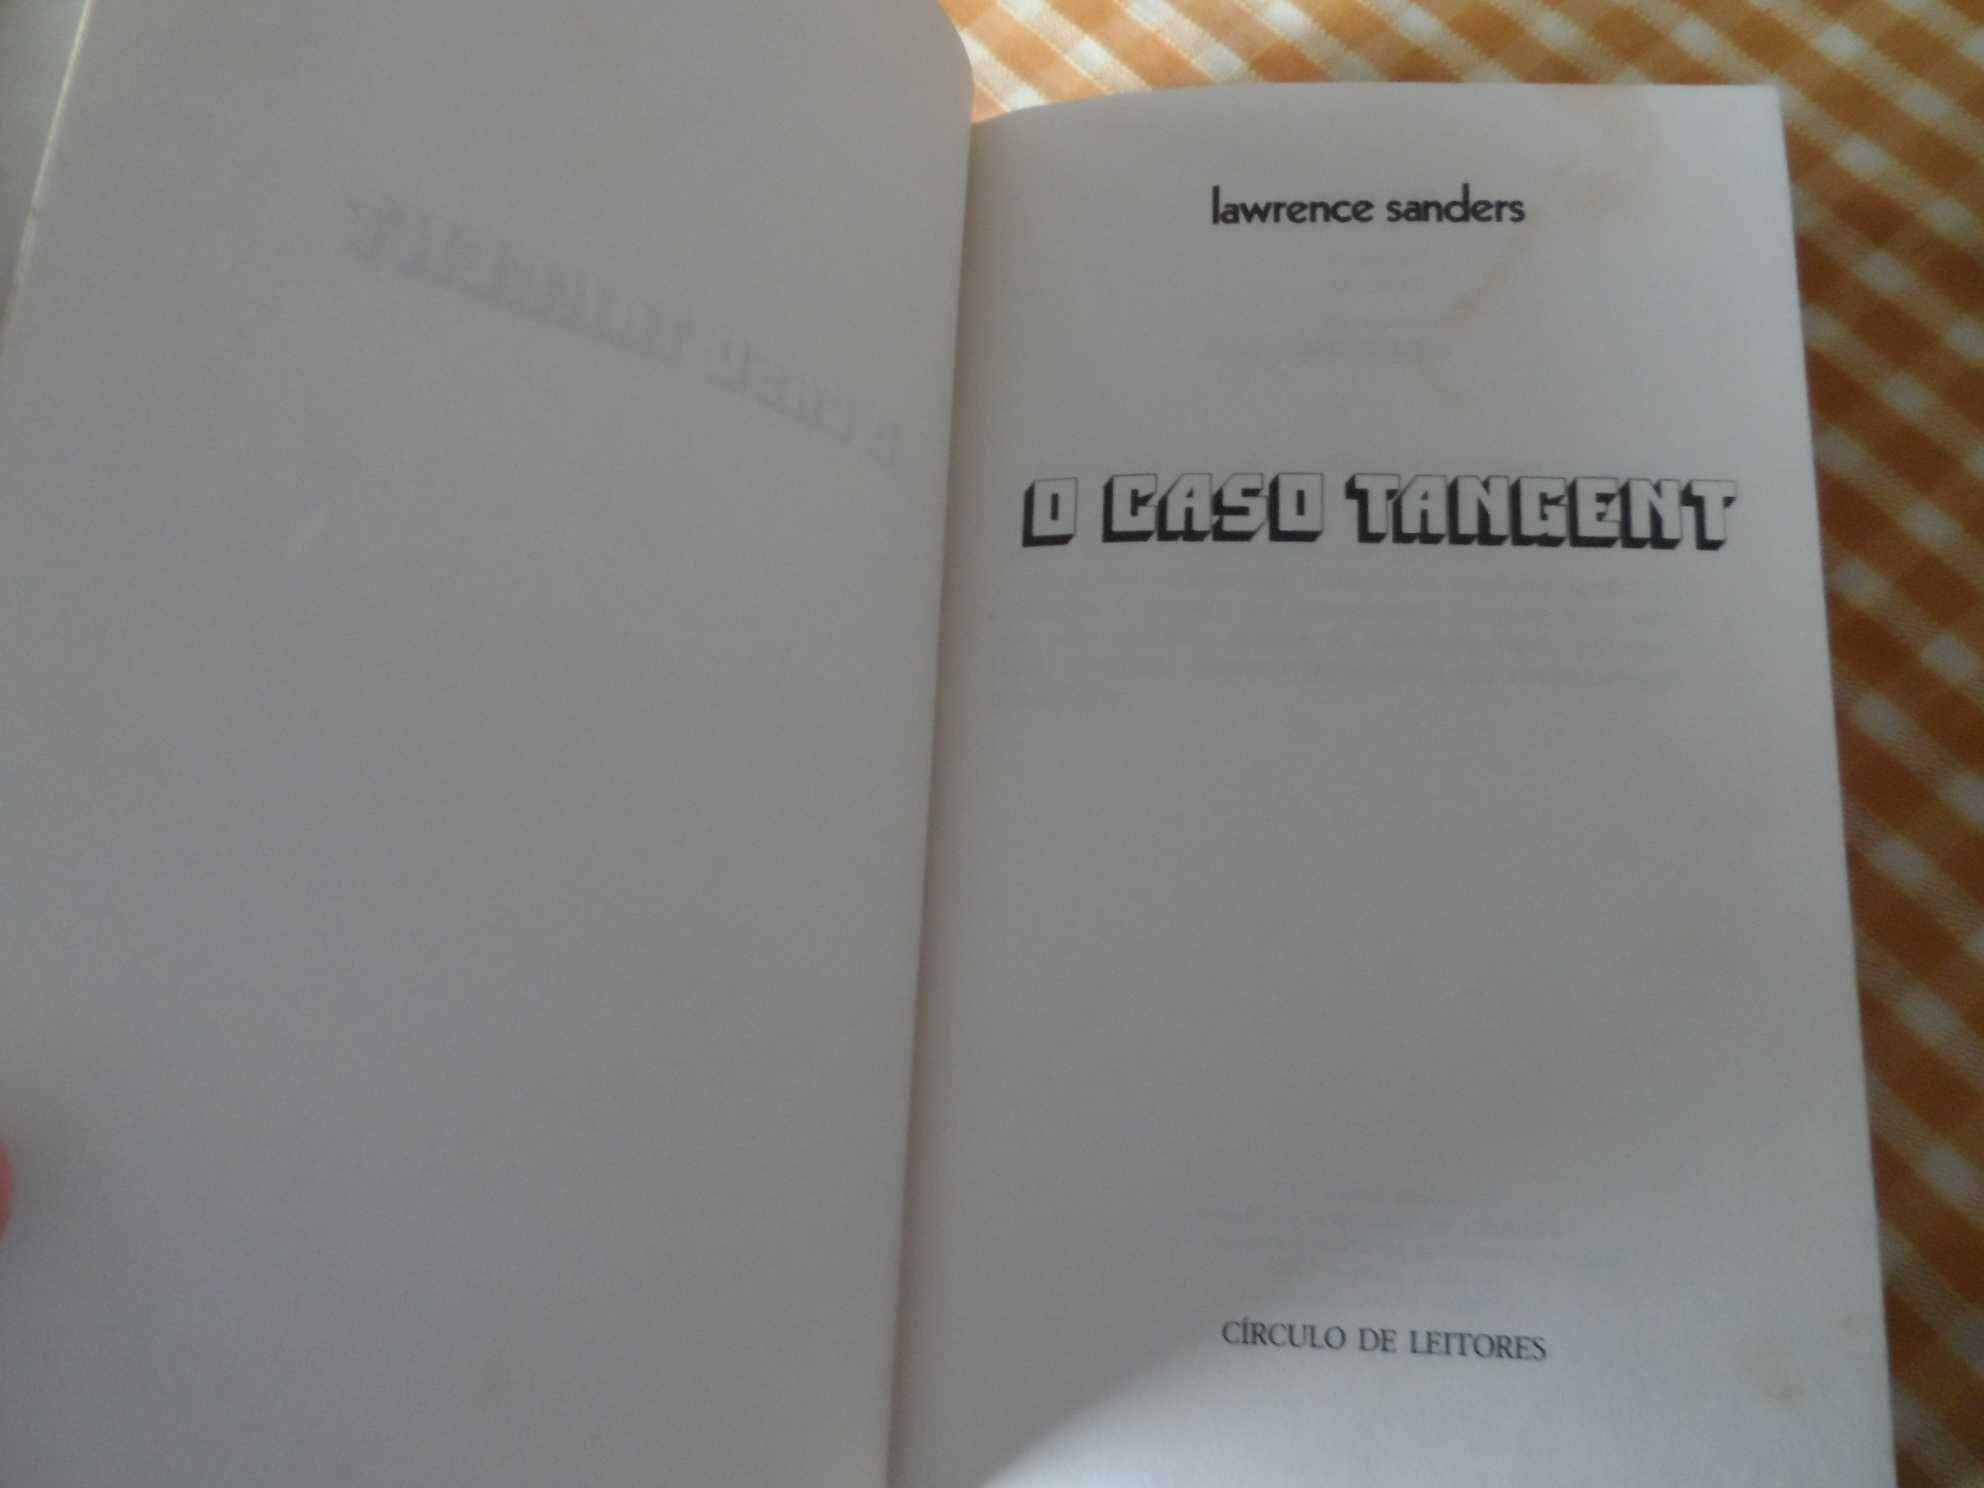 lawrence sanders
O CASO TANGENT
CÍRCULO DE LEITORES